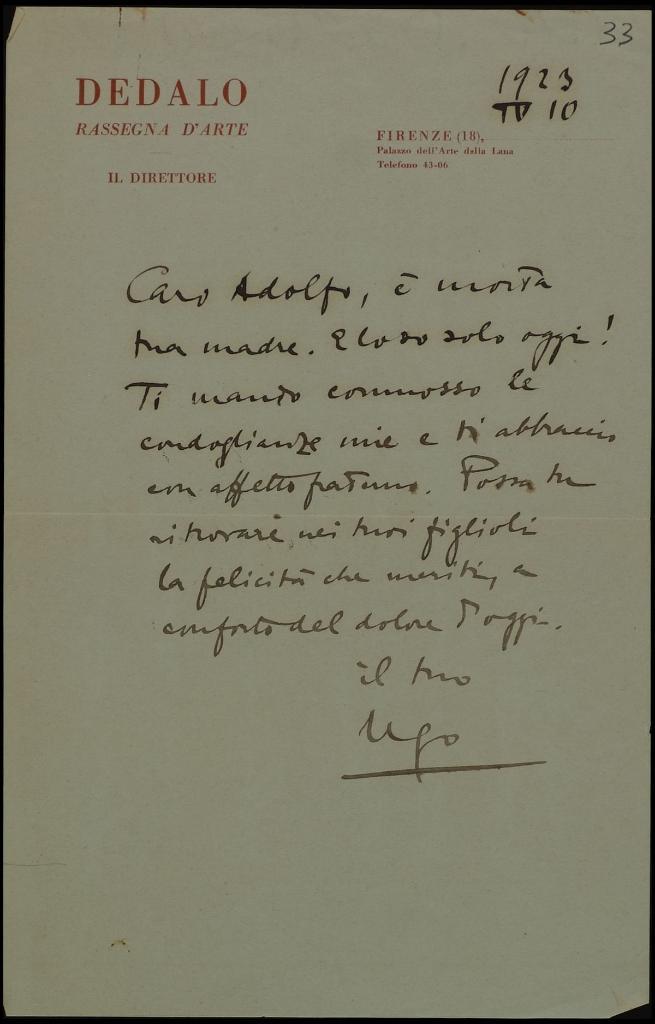 33
DEDALO
RASSEGNA D'ARTE
IL DIRETTORE
1923
IV 10
FIRENZE (18),
Palazzo dell'Arte della Lana
Telefono 43-06
Caro Adolfo, è morta
tua madre. E lo so solo oggi!
Ti mando commosso le
condoglianze mie e ti abbraccio
con affetto fraterno. Possa tu
ritrovare nei tuoi figlioli
la felicità che meriti, a
conforto del dolore d'oggi.
il tuo
Ugo